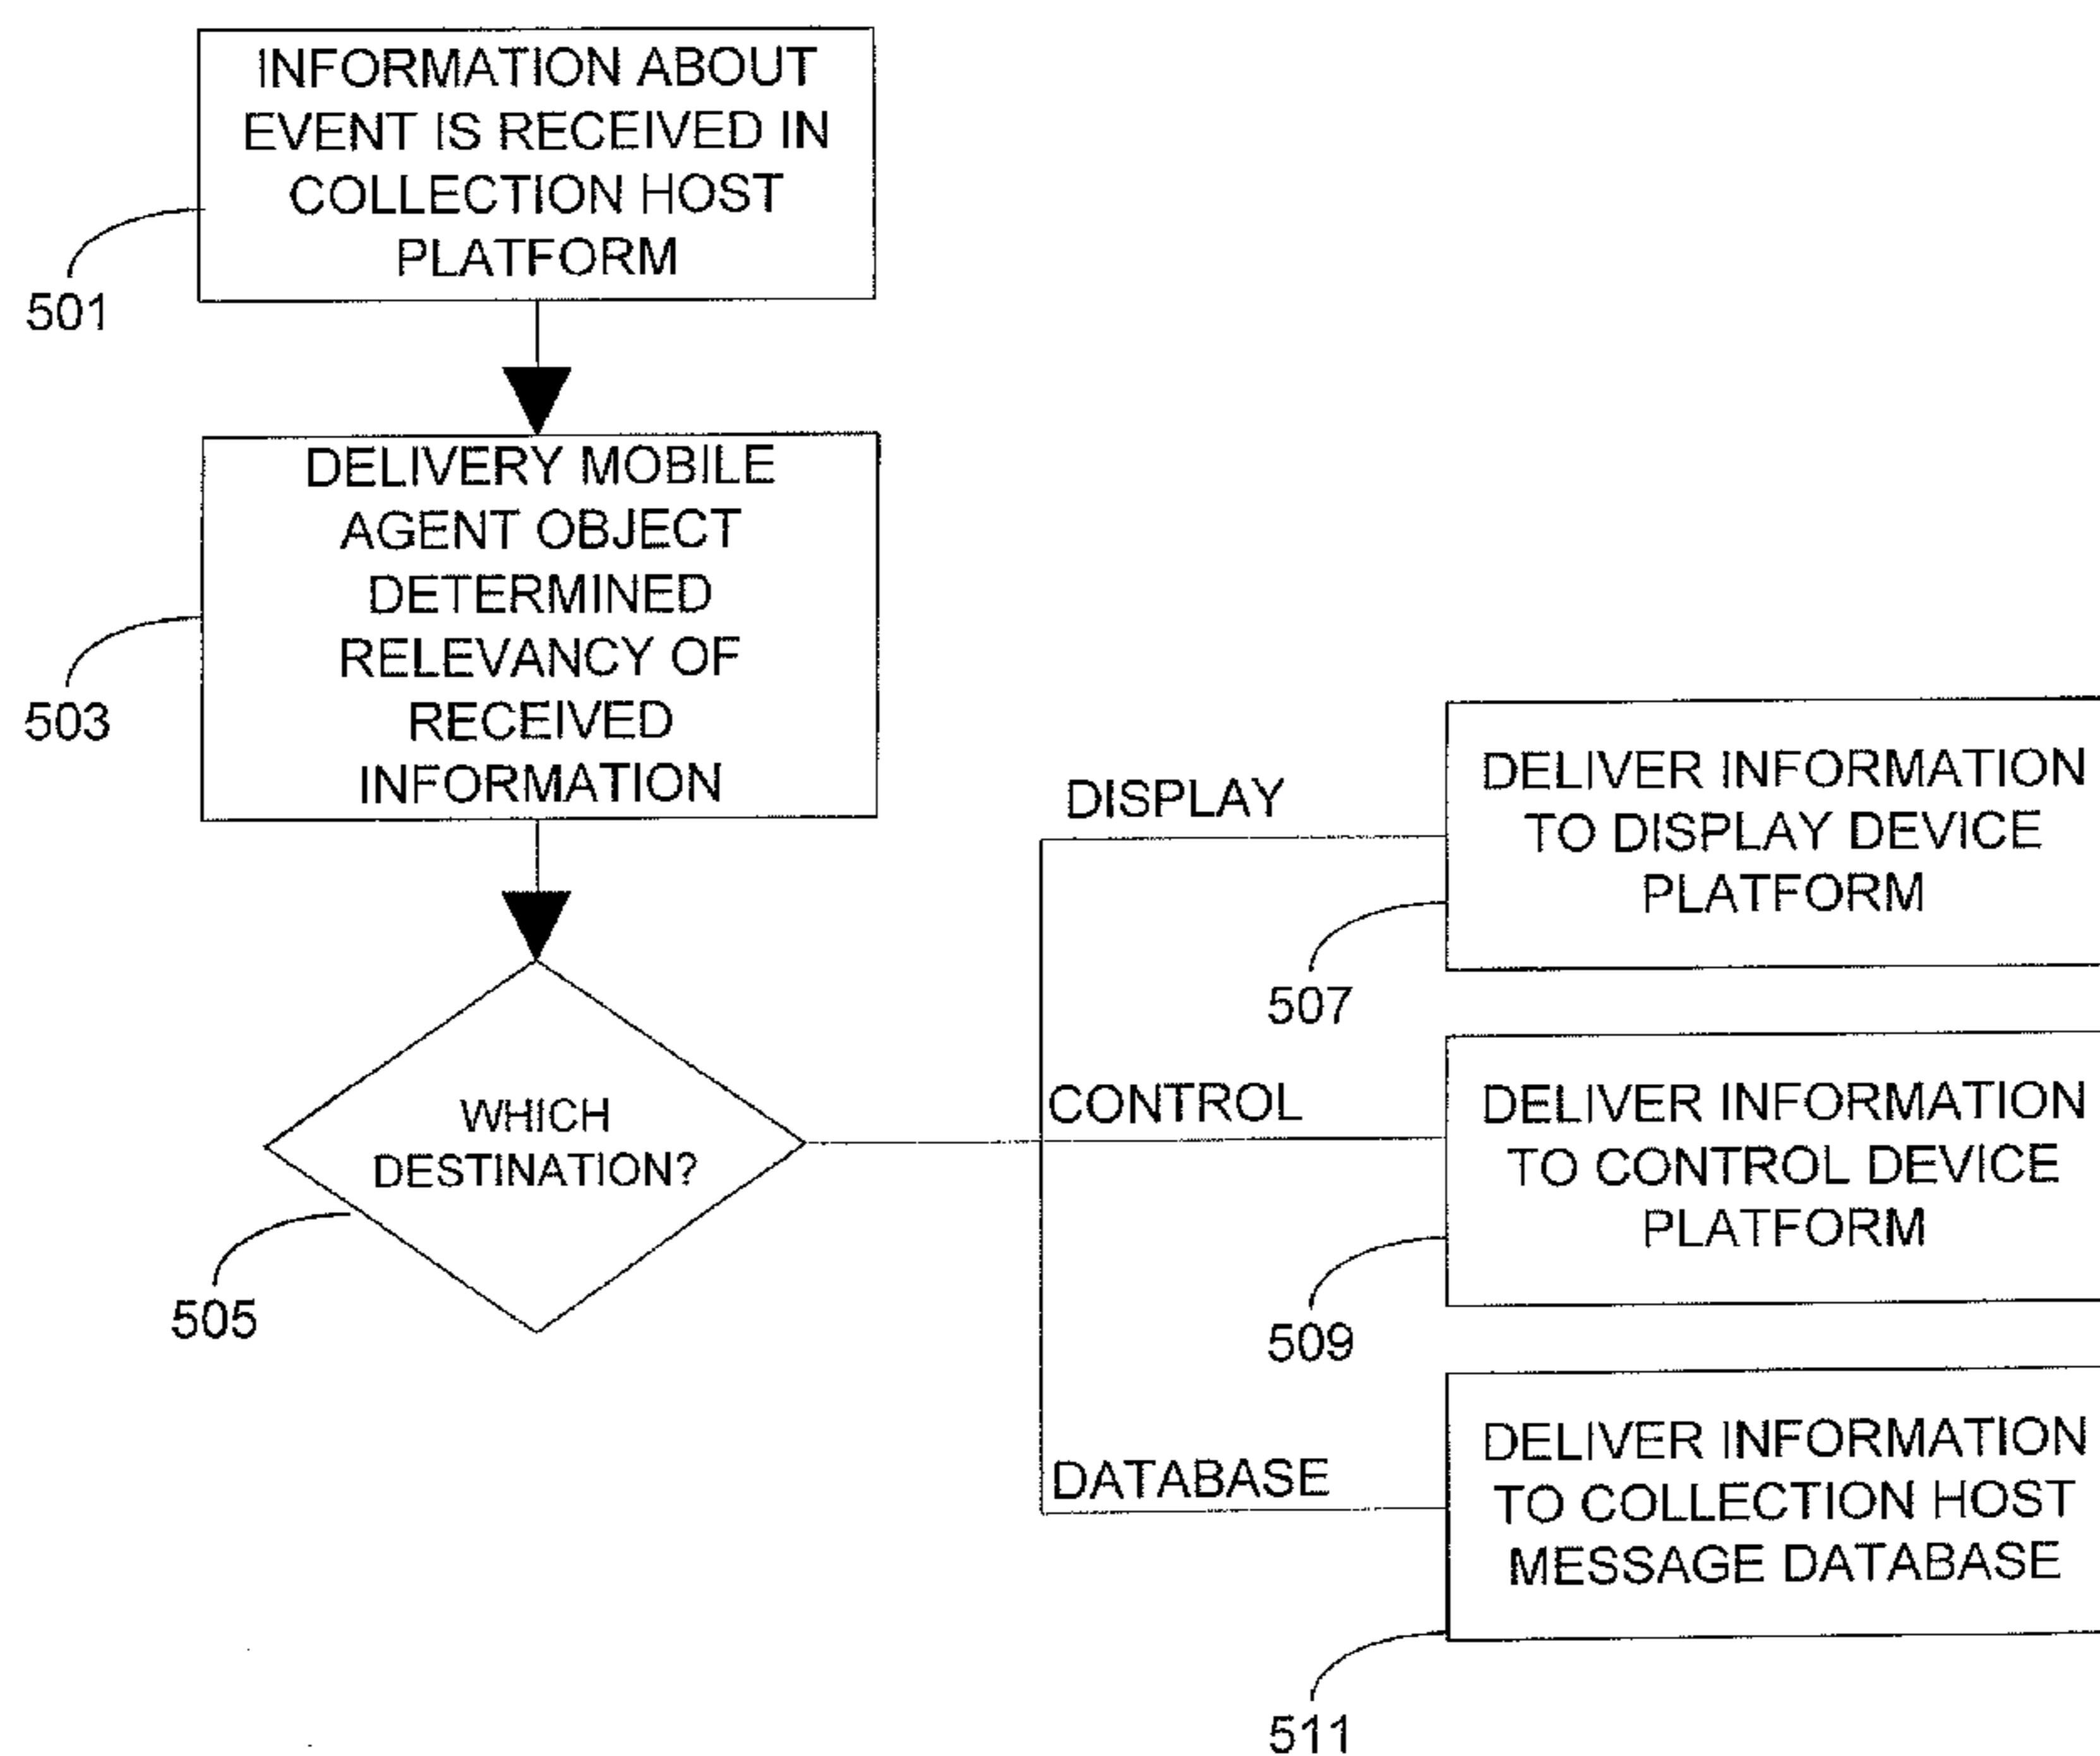 INFORMATION ABOUT
EVENT IS RECEIVED IN
COLLECTION HOST
PLATFORM
501
DELIVERY MOBILE
AGENT OBJECT
DETERMINED
RELEVANCY OF
RECEIVED
INFORMATION
503
WHICH
DESTINATION?
505
DISPLAY
DELIVER INFORMATION
TO DISPLAY DEVICE
PLATFORM
507
CONTROL
DELIVER INFORMATION
TO CONTROL DEVICE
PLATFORM
509
DATABASE
DELIVER INFORMATION
TO COLLECTION HOST
MESSAGE DATABASE
511